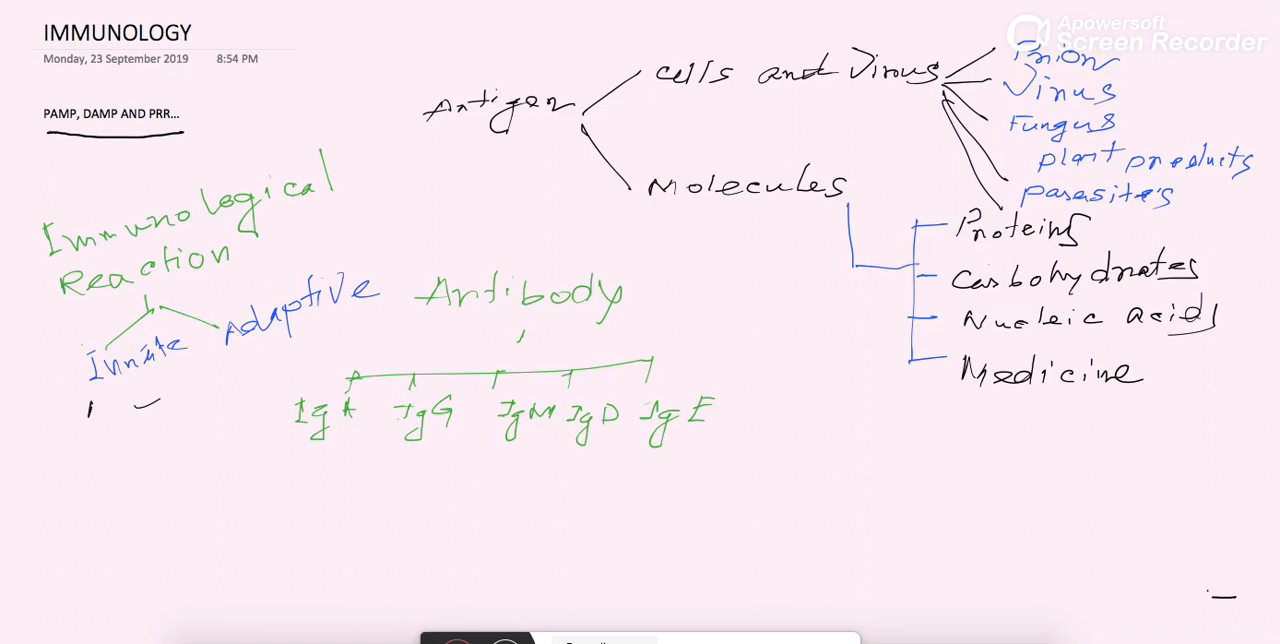 IMMUNOLOGY
Monday, 23 September 2019 8:54 PM
PAMP, DAMP AND PRR...
Apowersoft
Screen Recorder
Antigen
cells and Virus
Prion
Virus
Fungus
plant products
parasites
Molecules
Proteins
Carbohydrates
Nucleic acids
Medicine
Immunological
Reaction
Innate
Adaptive
Antibody
IgA IgG IgM IgD IgE